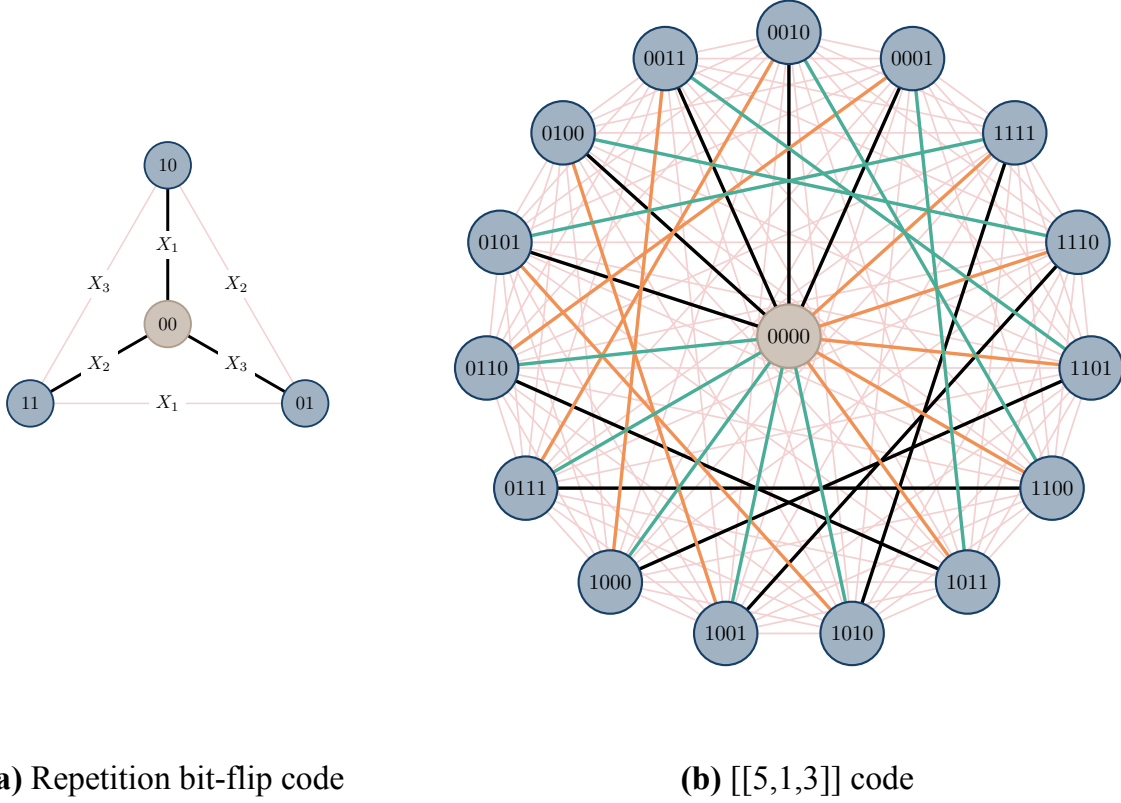 0010
0011
0001
0100
1111
10
X₁
0101
1110
X₃
X₂
00
0000
X₂
X₃
0110
1101
11
X₁
01
0111
1100
1000
1011
1001
1010
a) Repetition bit-flip code
(b) [[5,1,3]] code